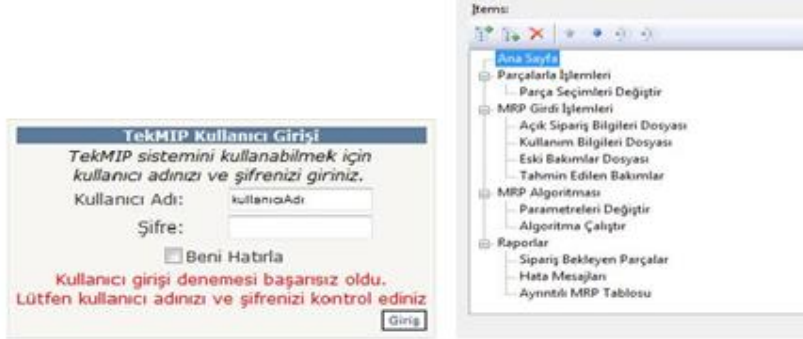 TekMIP Kullanıcı Girişi
TekMIP sistemini kullanabilmek için
kullanıcı adınızı ve şifrenizi giriniz.
Kullanıcı Adı: kullanıcıAdı
Şifre:
Beni Hatırla
Kullanıcı girişi denemesi başarısız oldu.
Lütfen kullanıcı adınızı ve şifrenizi kontrol ediniz
Giriş
Items:
Ana Sayfa
Parçalarla İşlemleri
Parça Seçimleri Değiştir
MRP Girdi İşlemleri
Açık Sipariş Bilgileri Dosyası
Kullanım Bilgileri Dosyası
Eski Bakımlar Dosyası
Tahmin Edilen Bakımlar
MRP Algoritması
Parametreleri Değiştir
Algoritma Çalıştır
Raporlar
Sipariş Bekleyen Parçalar
Hata Mesajları
Ayrıntılı MRP Tablosu